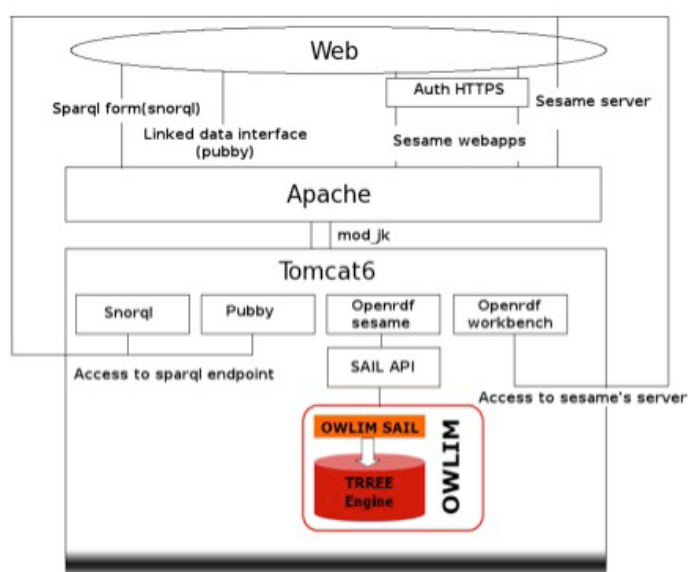 Web
Auth HTTPS
Sparql form(snorql)
Sesame server
Linked data interface
(pubby)
Sesame webapps
Apache
mod_jk
Tomcat6
Snorql
Pubby
Openrdf
sesame
Openrdf
workbench
Access to sparql endpoint
SAIL API
Access to sesame's server
OWLIM SAIL
TRREE
Engine
OWLIM